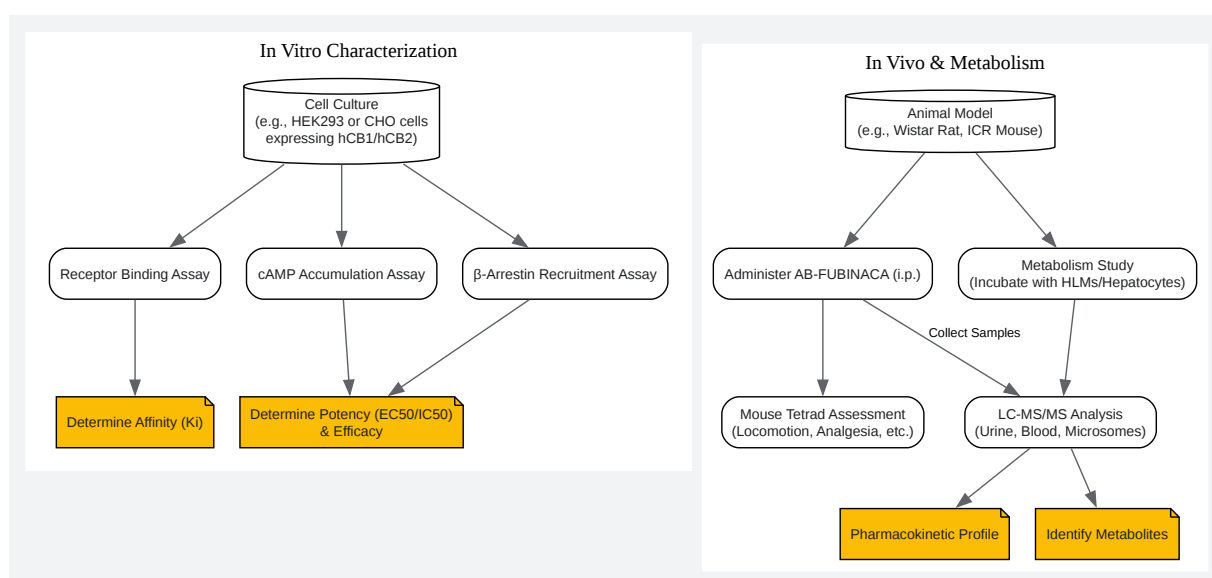 In Vitro Characterization
Cell Culture
(e.g., HEK293 or CHO cells
expressing hCB1/hCB2)
Receptor Binding Assay
cAMP Accumulation Assay
β-Arrestin Recruitment Assay
Determine Affinity (Ki)
Determine Potency (EC50/IC50)
& Efficacy
In Vivo & Metabolism
Animal Model
(e.g., Wistar Rat, ICR Mouse)
Administer AB-FUBINACA (i.p.)
Metabolism Study
(Incubate with HLMs/Hepatocytes)
Collect Samples
Mouse Tetrad Assessment
(Locomotion, Analgesia, etc.)
LC-MS/MS Analysis
(Urine, Blood, Microsomes)
Pharmacokinetic Profile
Identify Metabolites